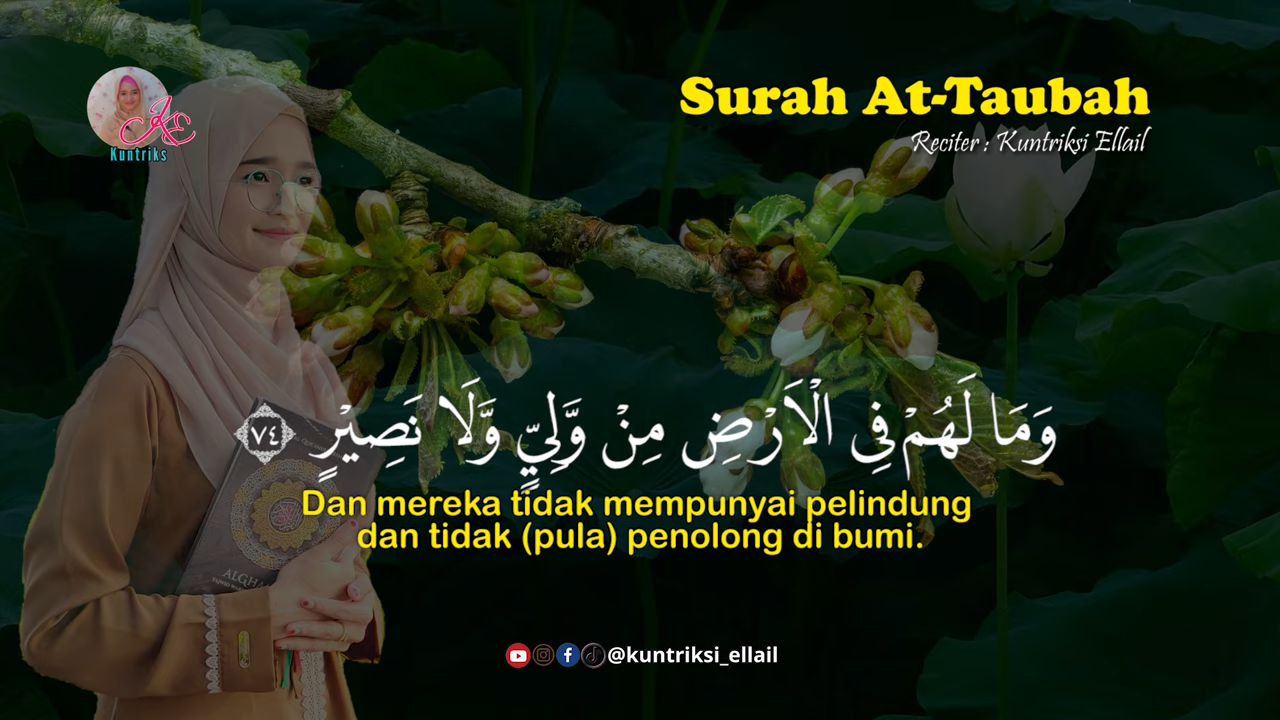 Kuntriks
Surah At-Taubah
Reciter : Kuntriksi Ellail
وَمَا لَهُمْ فِى الْاَرْضِ مِنْ وَّلِيٍّ وَّلَا نَصِيْرٍ ٧٤
Dan mereka tidak mempunyai pelindung
dan tidak (pula) penolong di bumi.
@kuntriksi_ellail